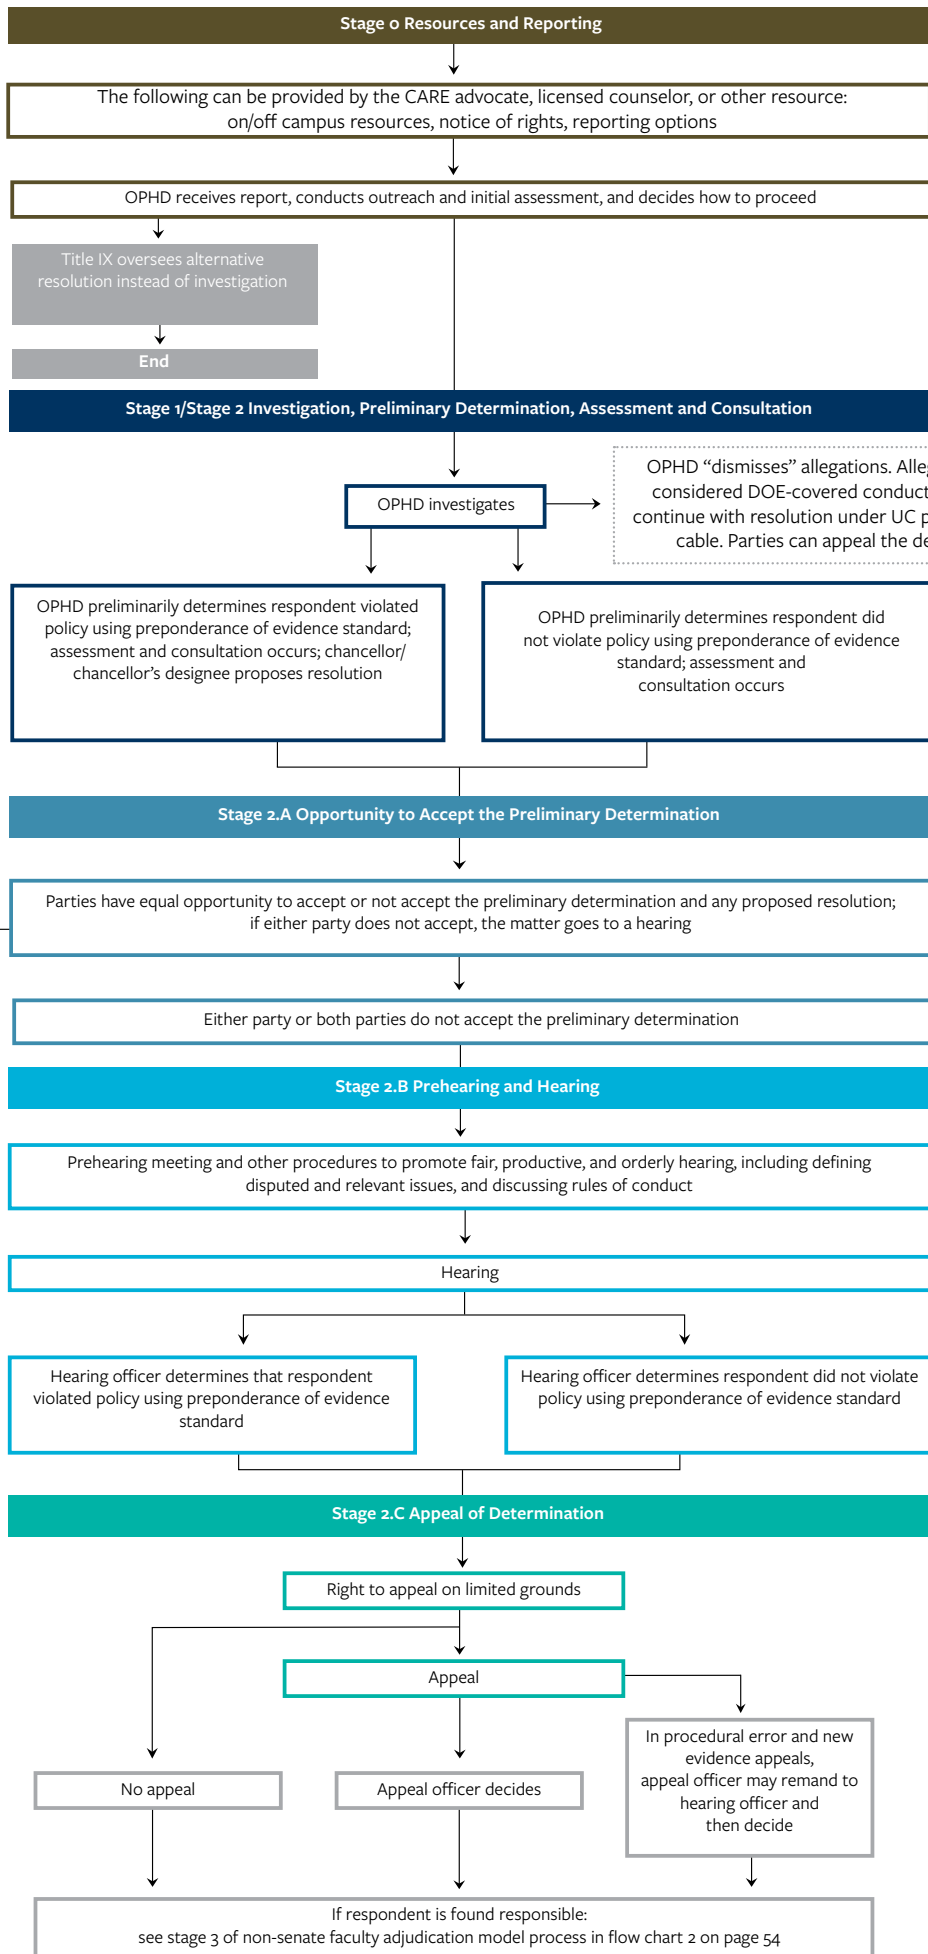 Stage 0 Resources and Reporting
The following can be provided by the CARE advocate, licensed counselor, or other resource:
on/off campus resources, notice of rights, reporting options
OPHD receives report, conducts outreach and initial assessment, and decides how to proceed
Title IX oversees alternative
resolution instead of investigation
End
Stage 1/Stage 2 Investigation, Preliminary Determination, Assessment and Consultation
OPHD investigates
OPHD “dismisses” allegations.
considered DOE-covered conduct
continue with resolution under UC
cable. Parties can appeal the
OPHD preliminarily determines respondent violated
policy using preponderance of evidence standard;
assessment and consultation occurs; chancellor/
chancellor’s designee proposes resolution
OPHD preliminarily determines respondent did
not violate policy using preponderance of evidence
standard; assessment and
consultation occurs
Stage 2.A Opportunity to Accept the Preliminary Determination
Parties have equal opportunity to accept or not accept the preliminary determination and any proposed resolution;
if either party does not accept, the matter goes to a hearing
Either party or both parties do not accept the preliminary determination
Stage 2.B Prehearing and Hearing
Prehearing meeting and other procedures to promote fair, productive, and orderly hearing, including defining
disputed and relevant issues, and discussing rules of conduct
Hearing
Hearing officer determines that respondent
violated policy using preponderance of evidence
standard
Hearing officer determines respondent did not violate
policy using preponderance of evidence standard
Stage 2.C Appeal of Determination
Right to appeal on limited grounds
Appeal
In procedural error and new
evidence appeals,
appeal officer may remand to
hearing officer and
then decide
No appeal
Appeal officer decides
If respondent is found responsible:
see stage 3 of non-senate faculty adjudication model process in flow chart 2 on page 54